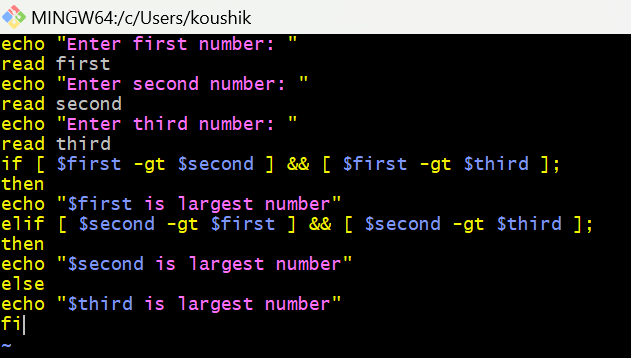 MINGW64:/c/Users/koushik
echo "Enter first number: "
read first
echo "Enter second number: "
read second
echo "Enter third number: "
read third
if [ $first -gt $second ] && [ $first -gt $third ];
then
echo "$first is largest number"
elif [ $second -gt $first ] && [ $second -gt $third ];
then
echo "$second is largest number"
else
echo "$third is largest number"
fi
~